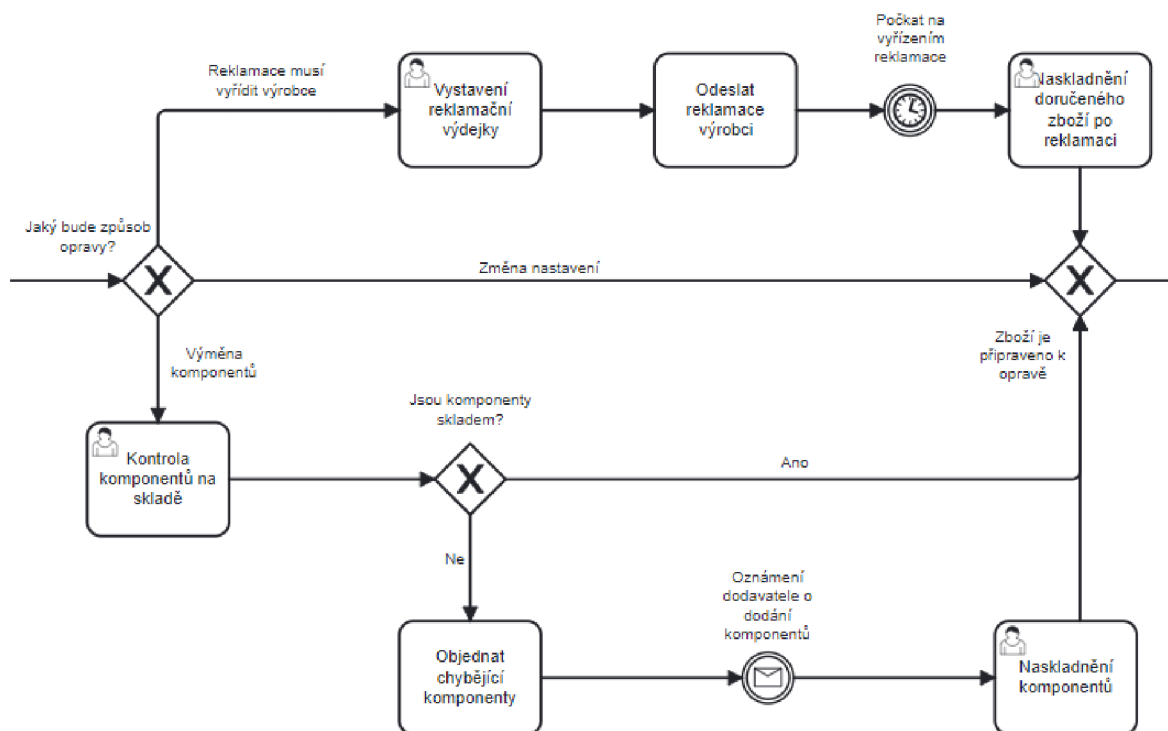 Počkat na
vyřízením
reklamace
Reklamace musí
vyřídit výrobce
Vystavení
reklamační
výdejky
Odeslat
reklamace
výrobci
Naskladnění
doručeného
zboží po
reklamaci
Jaký bude způsob
opravy?
Změna nastavení
Výměna
komponentů
Zboží je
připraveno k
opravě
Jsou komponenty
skladem?
Kontrola
komponentů na
skladě
Ano
Ne
Oznámení
dodavatele o
dodání
komponentů
Objednat
chybějící
komponenty
Naskladnění
komponentů